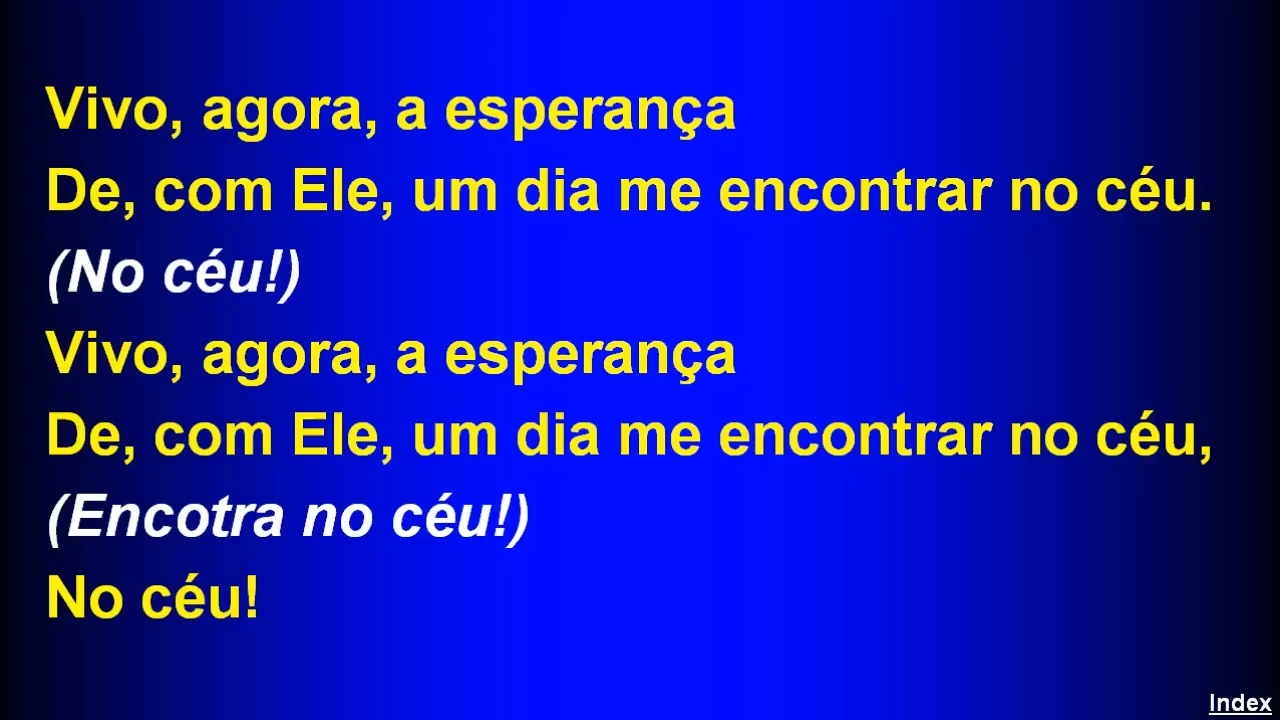 Vivo, agora, a esperança
De, com Ele, um dia me encontrar no céu.
(No céu!)
Vivo, agora, a esperança
De, com Ele, um dia me encontrar no céu,
(Encotra no céu!)
No céu!
Index